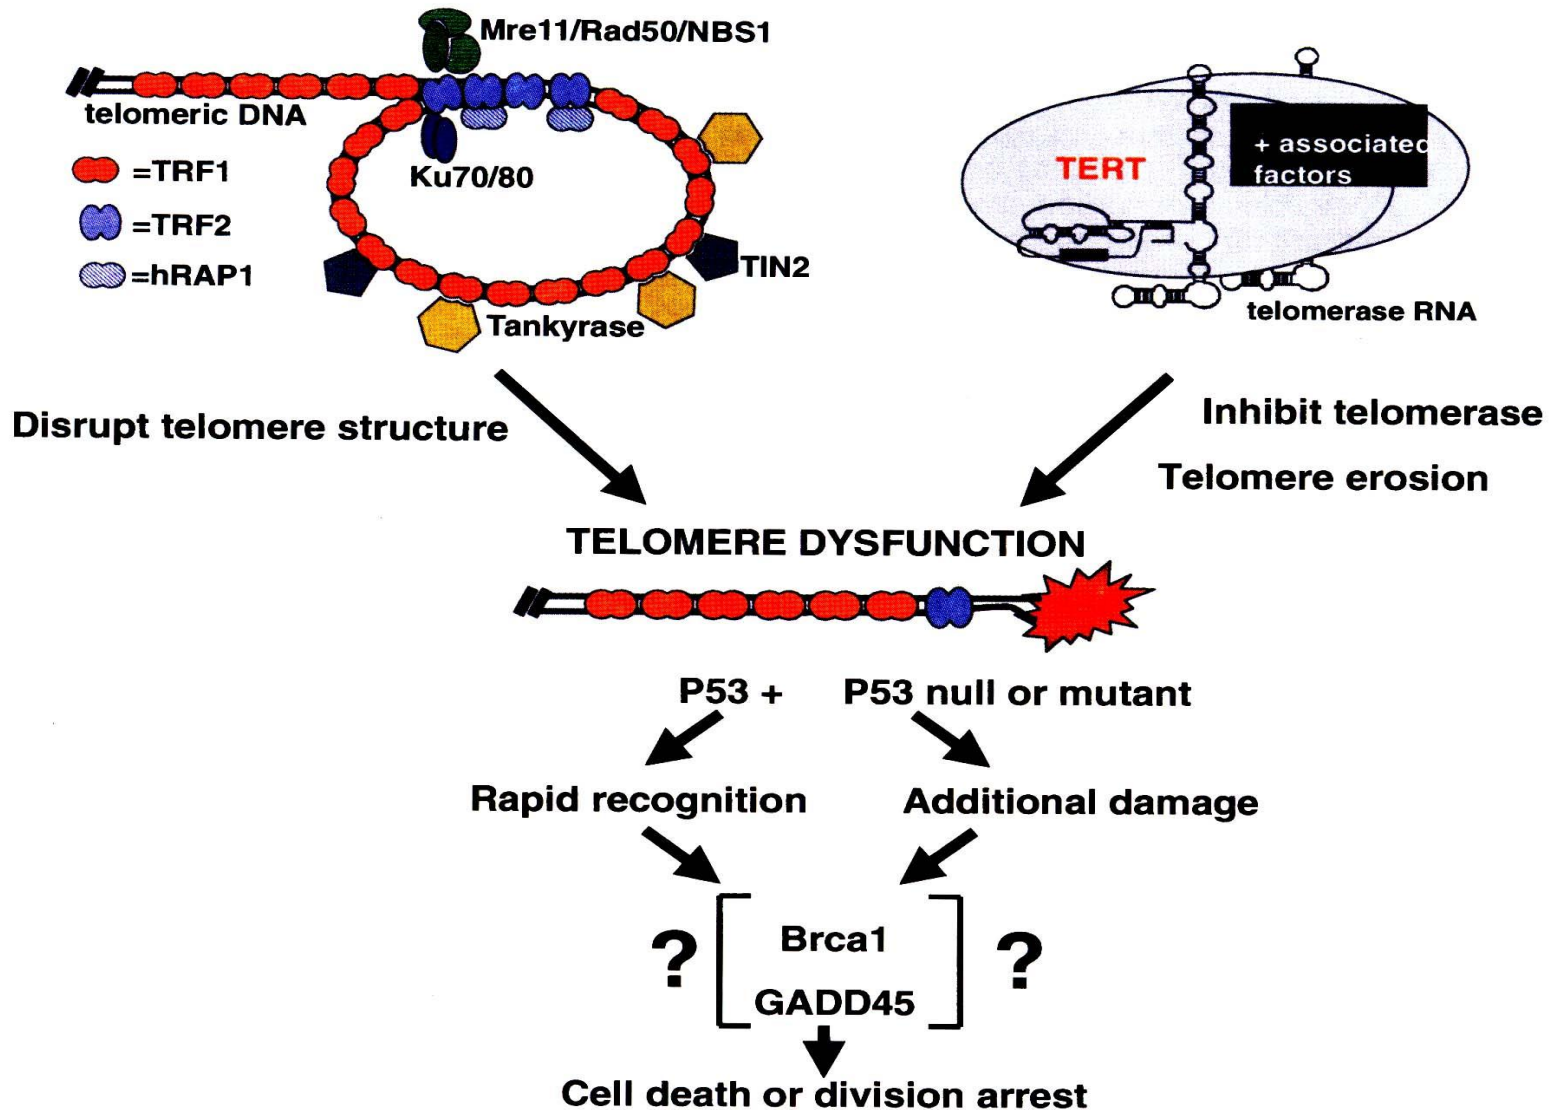 Mre11/Rad50/NBS1
telomeric DNA
=TRF1
Ku70/80
=TRF2
=hRAP1
TIN2
Tankyrase
TERT
+ associated
factors
telomerase RNA
Disrupt telomere structure
Inhibit telomerase
Telomere erosion
TELOMERE DYSFUNCTION
P53 + P53 null or mutant
Rapid recognition Additional damage
? Brca1 ?
GADD45
Cell death or division arrest